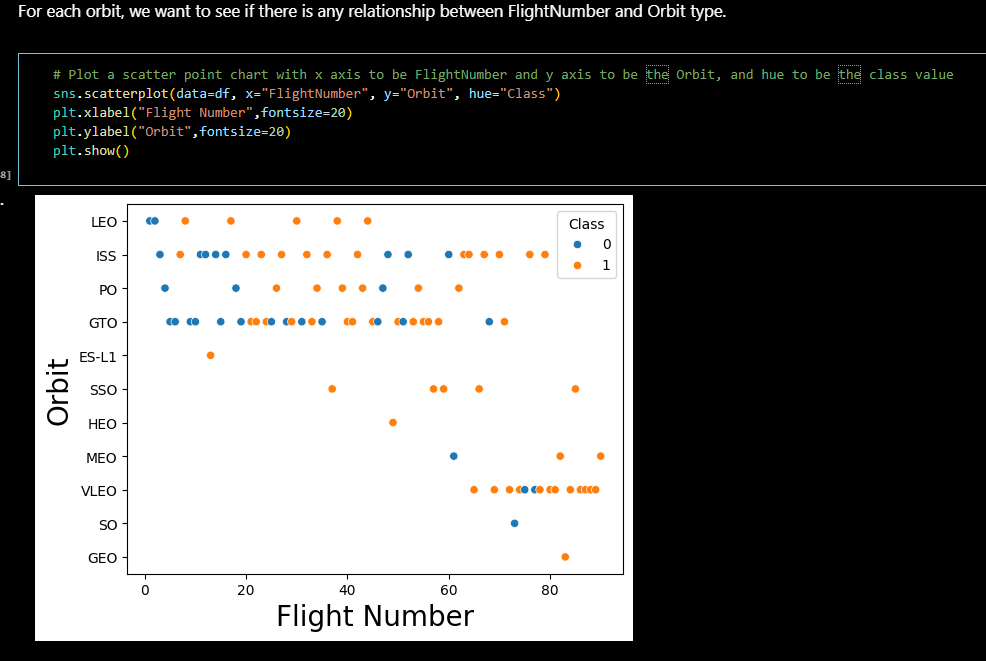 For each orbit, we want to see if there is any relationship between FlightNumber and Orbit type.
# Plot a scatter point chart with x axis to be FlightNumber and y axis to be the Orbit, and hue to be the class value
sns.scatterplot(data=df, x="FlightNumber", y="Orbit", hue="Class")
plt.xlabel("Flight Number",fontsize=20)
plt.ylabel("Orbit",fontsize=20)
plt.show()
8]
Class
0
1
LEO
ISS
PO
GTO
ES-L1
SSO
HEO
MEO
VLEO
SO
GEO
Orbit
0 20 40 60 80
Flight Number